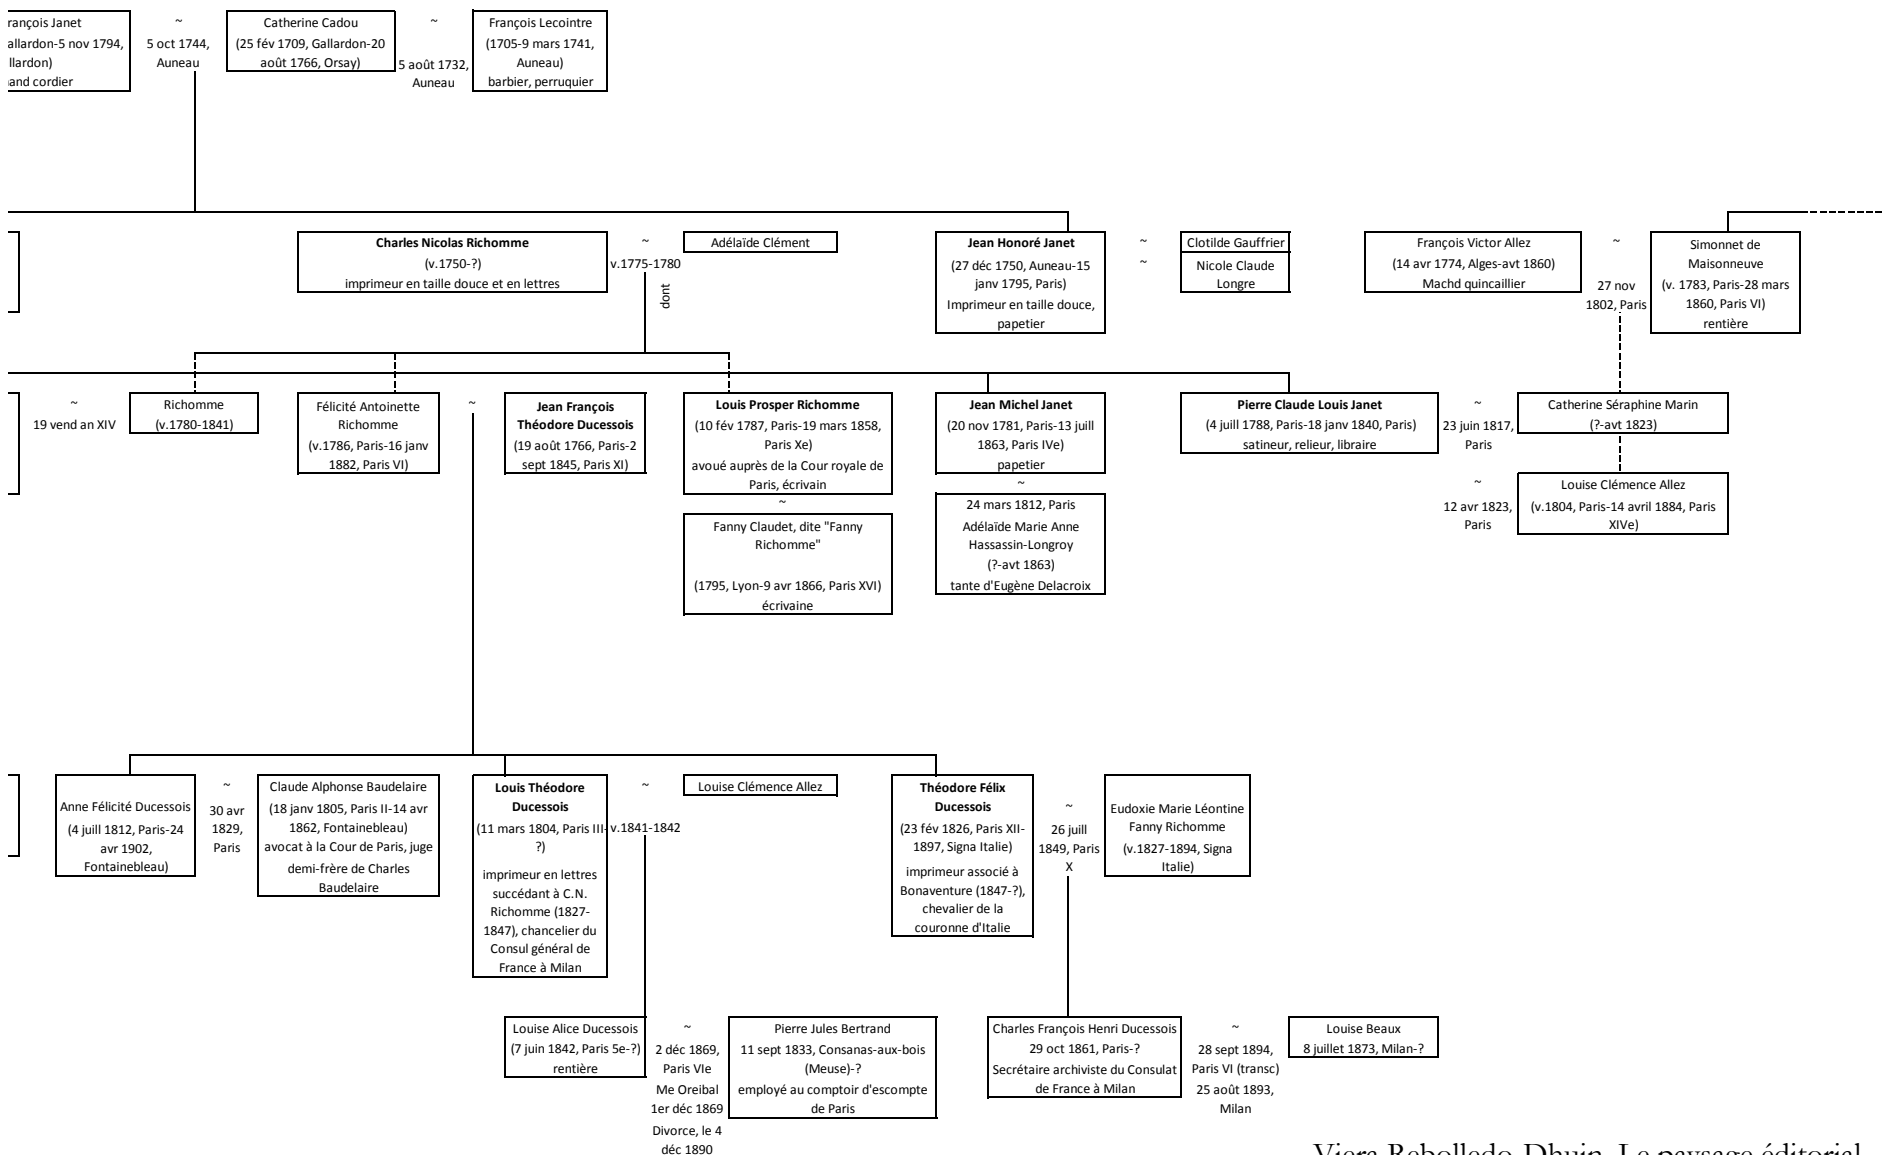 rançois Janet
allardon-5 nov 1794,
llardon)
and cordier
~
5 oct 1744,
Auneau
Catherine Cadou
(25 fév 1709, Gallardon-20
août 1766, Orsay)
~
5 août 1732,
Auneau
François Lecointre
(1705-9 mars 1741,
Auneau)
barbier, perruquier
Charles Nicolas Richomme
(v.1750-?)
imprimeur en taille douce et en lettres
~
v.1775-1780
dont
Adélaïde Clément
Jean Honoré Janet
(27 déc 1750, Auneau-15
janv 1795, Paris)
Imprimeur en taille douce,
papetier
~
Clotilde Gauffrier
~
Nicole Claude
Longre
François Victor Allez
(14 avr 1774, Alges-avt 1860)
Machd quincaillier
~
27 nov
1802, Paris
Simonnet de
Maisonneuve
(v. 1783, Paris-28 mars
1860, Paris VI)
rentière
~
19 vend an XIV
Richomme
(v.1780-1841)
Félicité Antoinette
Richomme
(v.1786, Paris-16 janv
1882, Paris VI)
~
Jean François
Théodore Ducessois
(19 août 1766, Paris-2
sept 1845, Paris XI)
Louis Prosper Richomme
(10 fév 1787, Paris-19 mars 1858,
Paris Xe)
avoué auprès de la Cour royale de
Paris, écrivain
~
Fanny Claudet, dite "Fanny
Richomme"
(1795, Lyon-9 avr 1866, Paris XVI)
écrivaine
Jean Michel Janet
(20 nov 1781, Paris-13 juill
1863, Paris IVe)
papetier
~
24 mars 1812, Paris
Adélaïde Marie Anne
Hassassin-Longroy
(?-avt 1863)
tante d'Eugène Delacroix
Pierre Claude Louis Janet
(4 juill 1788, Paris-18 janv 1840, Paris)
satineur, relieur, libraire
~
23 juin 1817,
Paris
Catherine Séraphine Marin
(?-avt 1823)
~
12 avr 1823,
Paris
Louise Clémence Allez
(v.1804, Paris-14 avril 1884, Paris
XIVe)
Anne Félicité Ducessois
(4 juill 1812, Paris-24
avr 1902,
Fontainebleau)
~
30 avr
1829,
Paris
Claude Alphonse Baudelaire
(18 janv 1805, Paris II-14 avr
1862, Fontainebleau)
avocat à la Cour de Paris, juge
demi-frère de Charles
Baudelaire
Louis Théodore
Ducessois
(11 mars 1804, Paris III-
?)
imprimeur en lettres
succédant à C.N.
Richomme (1827-
1847), chancelier du
Consul général de
France à Milan
~
v.1841-1842
Louise Clémence Allez
Théodore Félix
Ducessois
(23 fév 1826, Paris XII-
1897, Signa Italie)
imprimeur associé à
Bonaventure (1847-?),
chevalier de la
couronne d'Italie
~
26 juill
1849, Paris
X
Eudoxie Marie Léontine
Fanny Richomme
(v.1827-1894, Signa
Italie)
Louise Alice Ducessois
(7 juin 1842, Paris 5e-?)
rentière
~
2 déc 1869,
Paris VIe
Me Oreibal
1er déc 1869
Divorce, le 4
déc 1890
Pierre Jules Bertrand
11 sept 1833, Consanas-aux-bois
(Meuse)-?
employé au comptoir d'escompte
de Paris
Charles François Henri Ducessois
29 oct 1861, Paris-?
Secrétaire archiviste du Consulat
de France à Milan
~
28 sept 1894,
Paris VI (transc)
25 août 1893,
Milan
Louise Beaux
8 juillet 1873, Milan-?
Viera Rebolledo-Dhuin, Le paysage éditorial